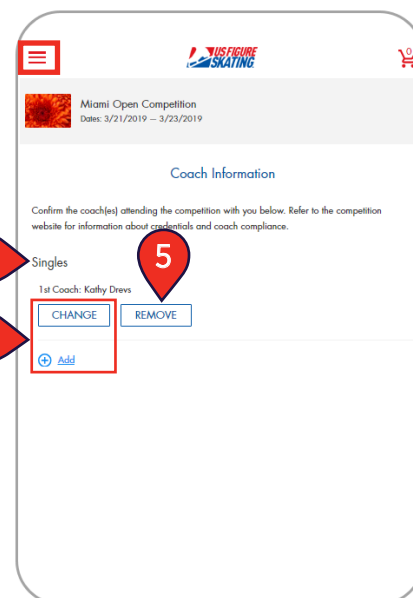 0
US FIGURE
SKATING
Miami Open Competition
Dates: 3/21/2019 — 3/23/2019
Coach Information
Confirm the coach(es) attending the competition with you below. Refer to the competition
website for information about credentials and coach compliance.
5
Singles
1st Coach: Kathy Drevs
CHANGE REMOVE
Add